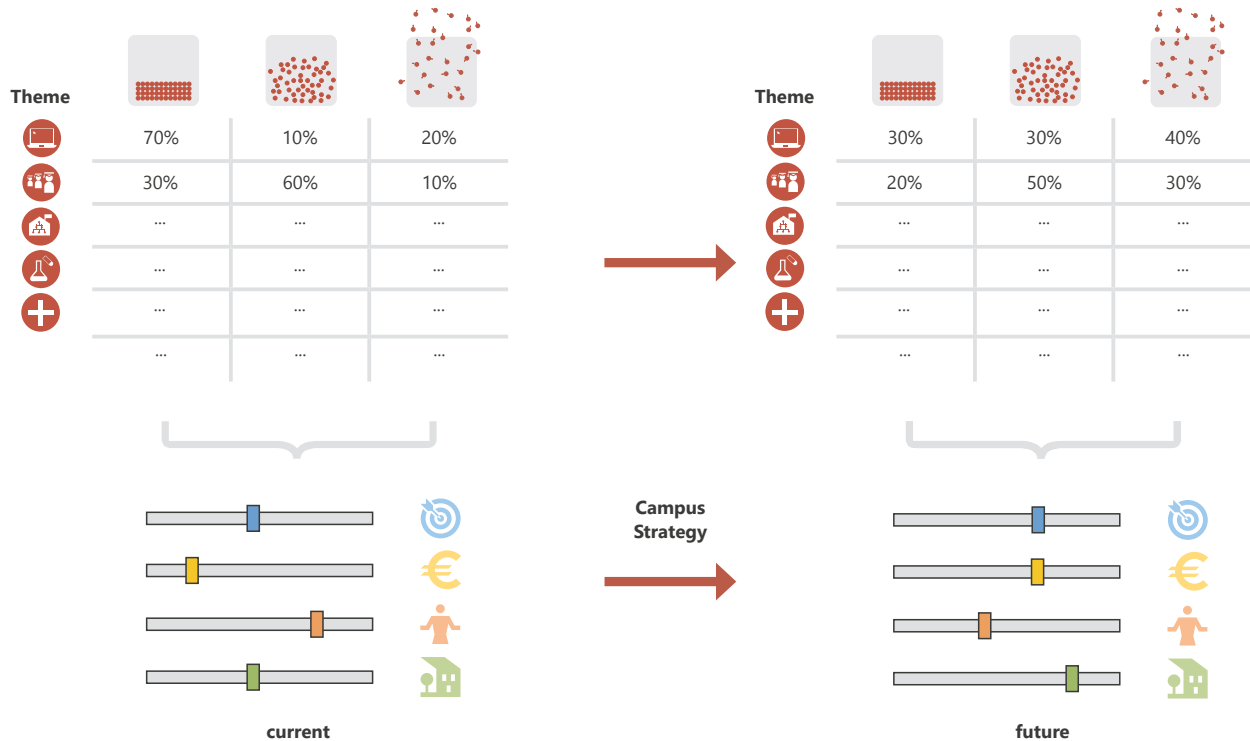 Theme
70% 10% 20%
30% 60% 10%
... ... ...
... ... ...
... ... ...
... ... ...
Theme
30% 30% 40%
20% 50% 30%
... ... ...
... ... ...
... ... ...
... ... ...
Campus
Strategy
€
€
current
future